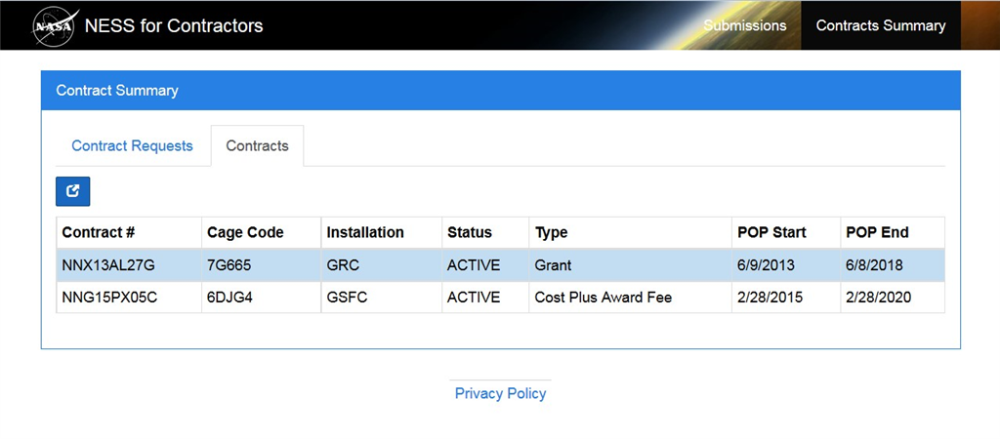 NASA NESS for Contractors Submissions Contracts Summary
Contract Summary
Contract Requests Contracts
Contract # Cage Code Installation Status Type POP Start POP End
NNX13AL27G 7G665 GRC ACTIVE Grant 6/9/2013 6/8/2018
NNG15PX05C 6DJG4 GSFC ACTIVE Cost Plus Award Fee 2/28/2015 2/28/2020
Privacy Policy